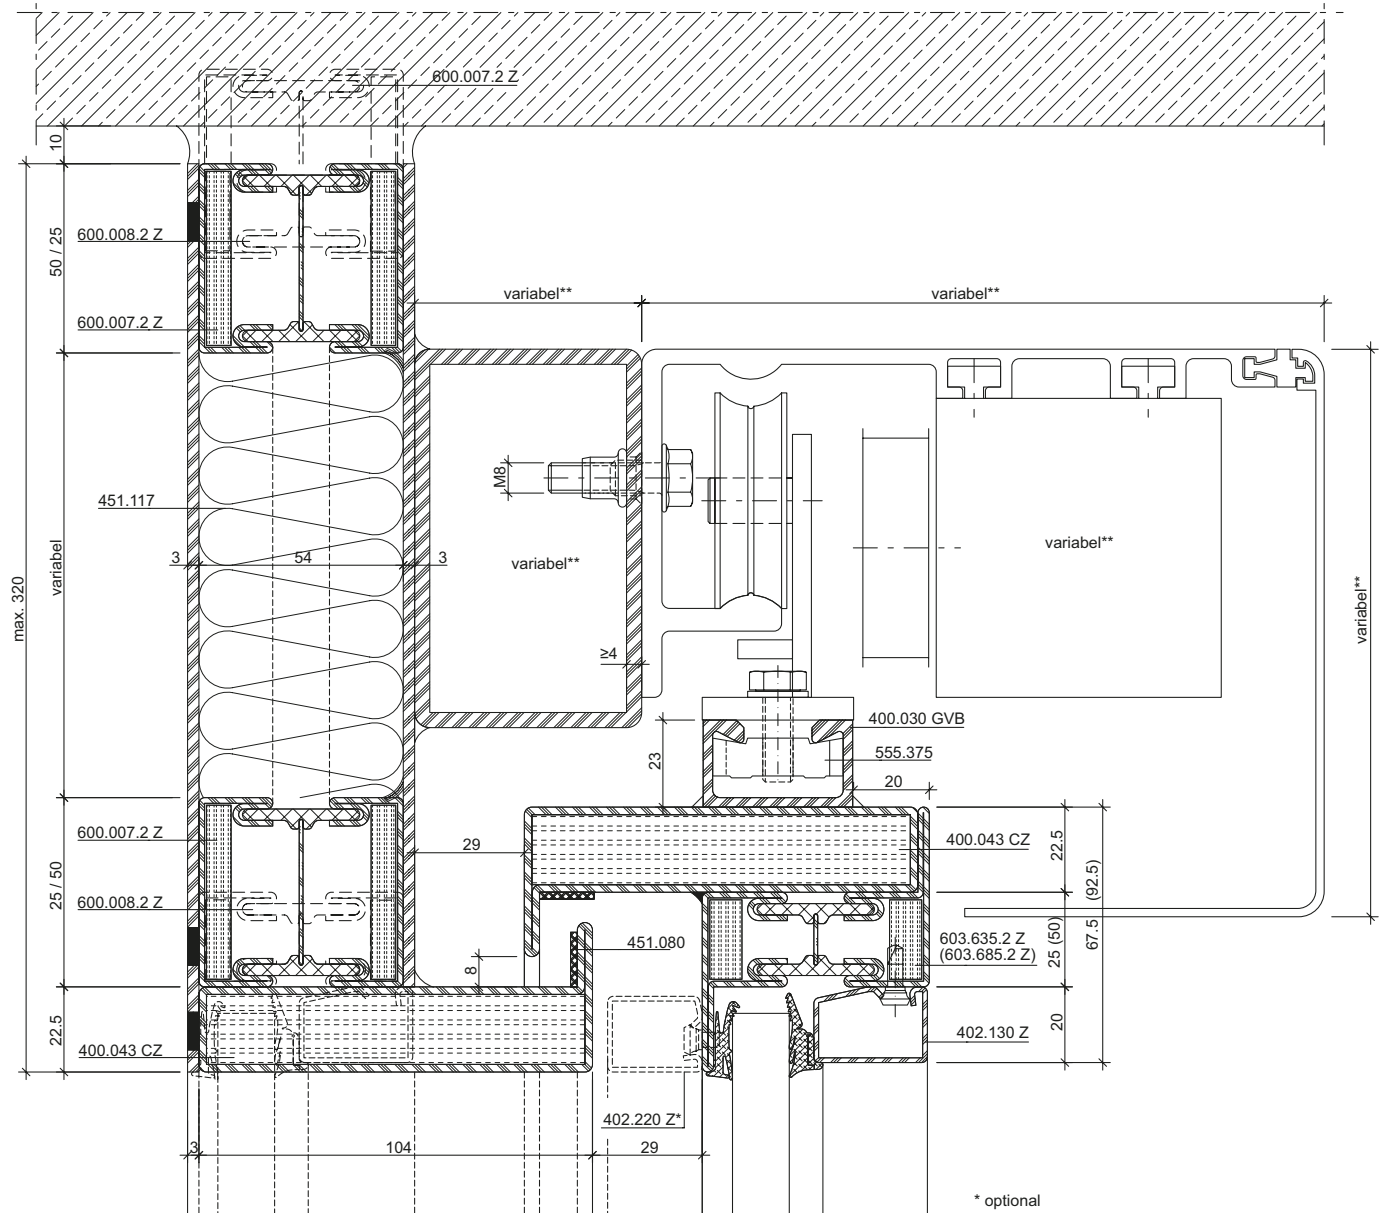 600.007.2 Z
10
600.008.2 Z
50 / 25
variabel**
variabel**
600.007.2 Z
451.117
M8
variabel**
variabel**
3
54
3
variabel
max. 320
variabel**
≥4
400.030 GVB
23
555.375
20
600.007.2 Z
29
400.043 CZ
22.5
(92.5)
25 / 50
600.008.2 Z
603.635.2 Z
(603.685.2 Z)
25 (50)
67.5
451.080
8
22.5
400.043 CZ
402.130 Z
20
402.220 Z*
3
104
29
* optional